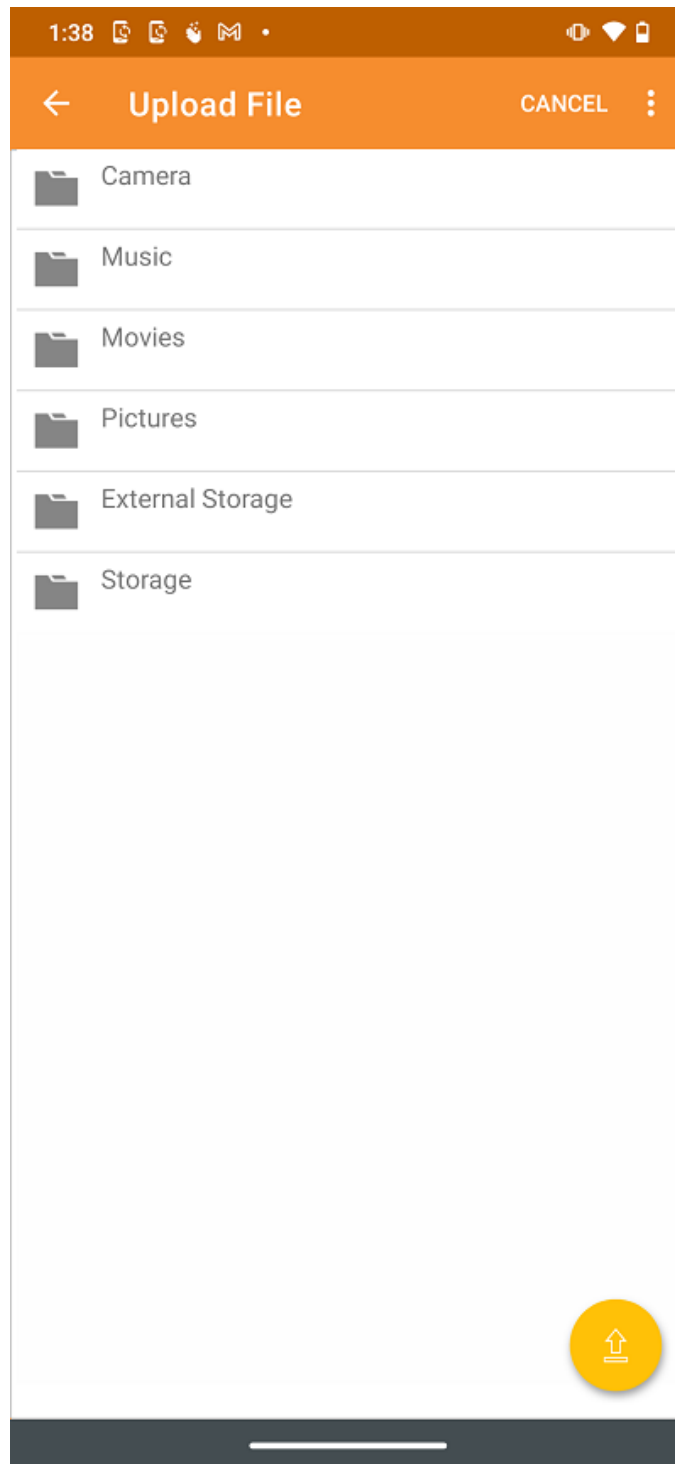 1:38
Upload File CANCEL
Camera
Music
Movies
Pictures
External Storage
Storage